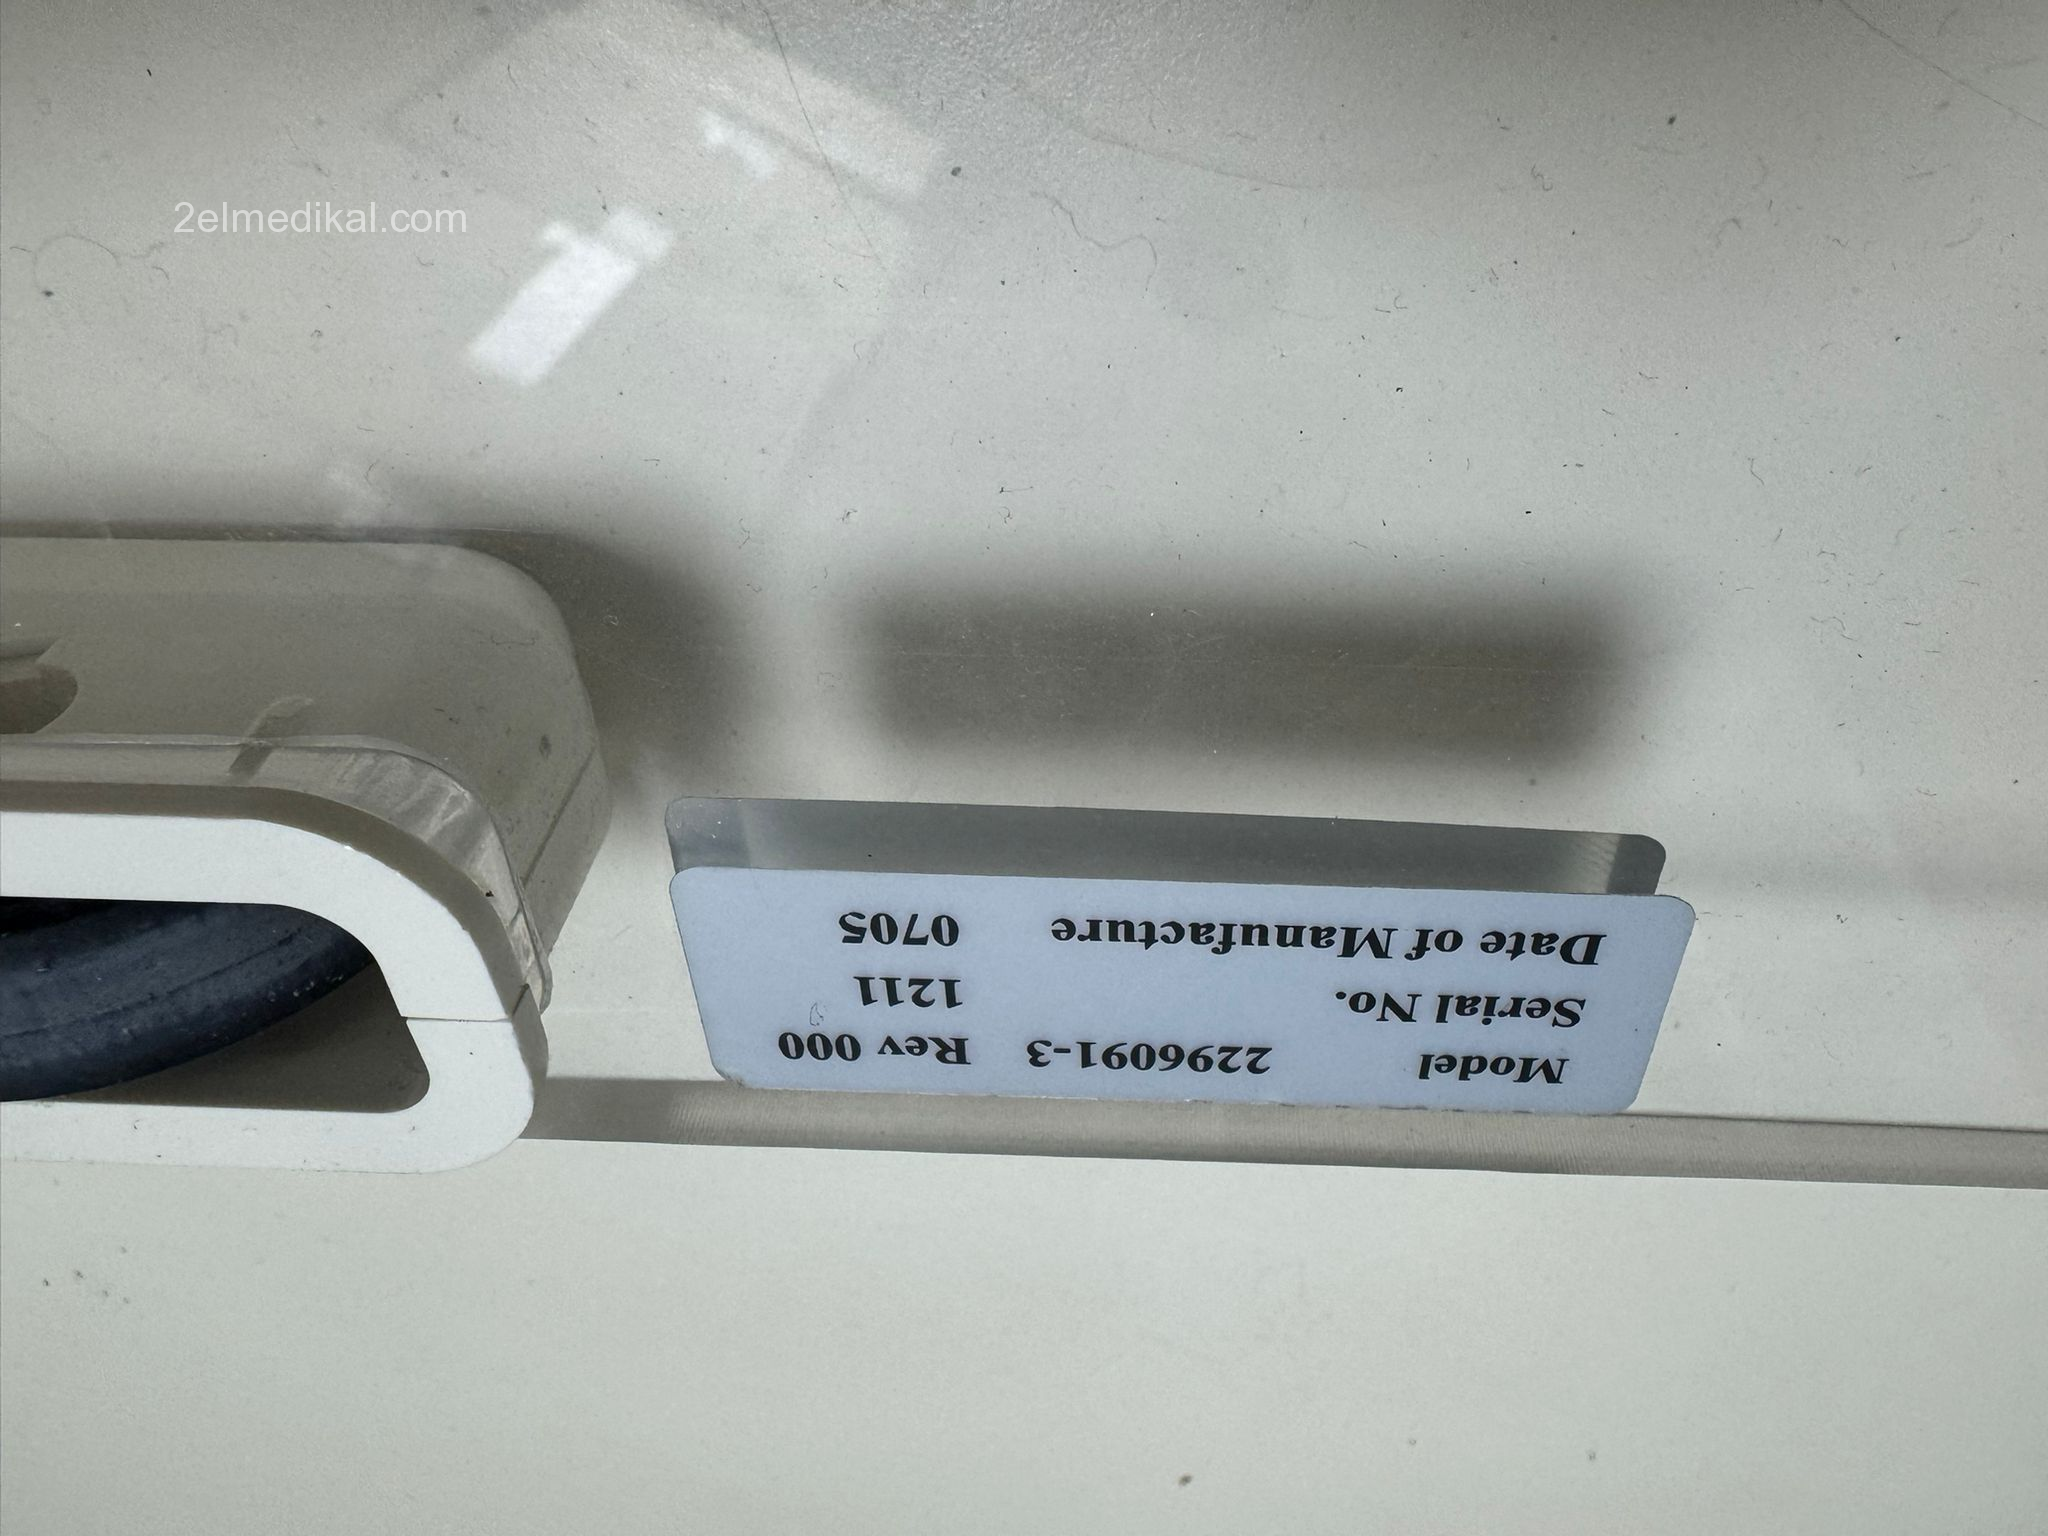 2elmedikal.com
Model 2296091-3 Rev 000
Serial No. 1211
Date of Manufacture 0705